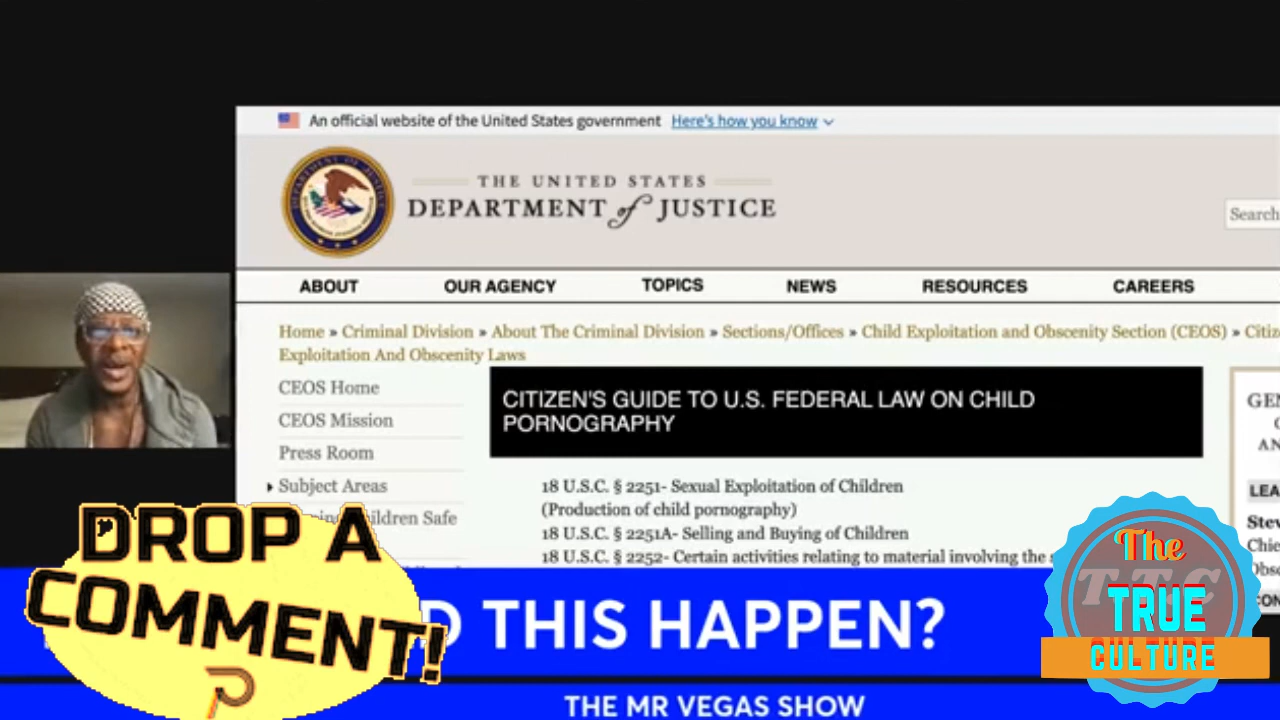 An official website of the United States government Here's how you know
THE UNITED STATES
DEPARTMENT of JUSTICE
Search
ABOUT OUR AGENCY TOPICS NEWS RESOURCES CAREERS
Home » Criminal Division » About The Criminal Division » Sections/Offices » Child Exploitation and Obscenity Section (CEOS) »
Exploitation And Obscenity Laws
CEOS Home
CEOS Mission
Press Room
Subject Areas
Children Safe
CITIZEN'S GUIDE TO U.S. FEDERAL LAW ON CHILD
PORNOGRAPHY
18 U.S.C. § 2251- Sexual Exploitation of Children
(Production of child pornography)
18 U.S.C. § 2251A- Selling and Buying of Children
18 U.S.C. § 2252- Certain activities relating to material involving the
DROP A
COMMENT!
THIS HAPPEN?
THE MR VEGAS SHOW
The
TTC
TRUE
CULTURE